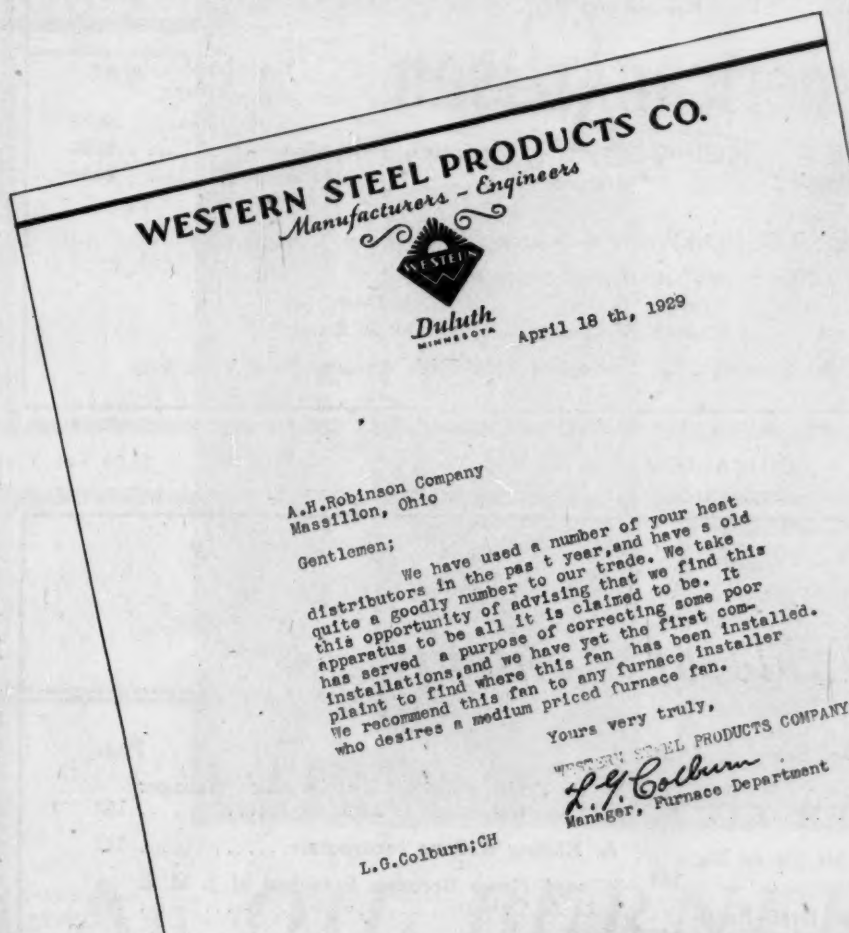 WESTERN STEEL PRODUCTS CO.
Manufacturers - Engineers
WESTERN
Duluth
MINNESOTA
April 18 th, 1929
A.H.Robinson Company
Massillon, Ohio
Gentlemen;
We have used a number of your heat
distributors in the pas t year,and have s old
quite a goodly number to our trade. We take
this opportunity of advising that we find this
apparatus to be all it is claimed to be. It
has served a purpose of correcting some poor
installations,and we have yet the first com-
plaint to find where this fan has been installed.
We recommend this fan to any furnace installer
who desires a medium priced furnace fan.
Yours very truly,
WESTERN STEEL PRODUCTS COMPANY
L.G. Colburn
Manager, Furnace Department
L.G.Colburn;CH